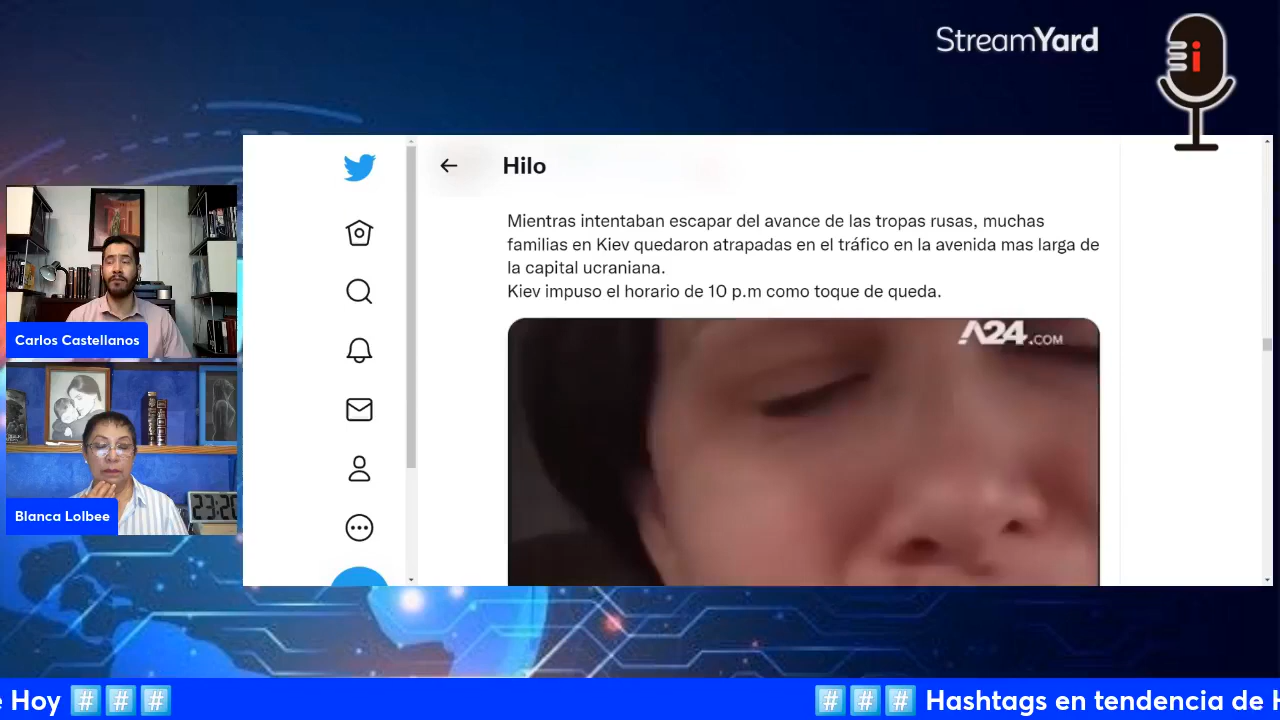 StreamYard
i
Hilo
Mientras intentaban escapar del avance de las tropas rusas, muchas
familias en Kiev quedaron atrapadas en el tráfico en la avenida mas larga de
la capital ucraniana.
Kiev impuso el horario de 10 p.m como toque de queda.
A24.COM
Carlos Castellanos
Blanca Lolbee
e Hoy # # # # # # Hashtags en tendencia de H